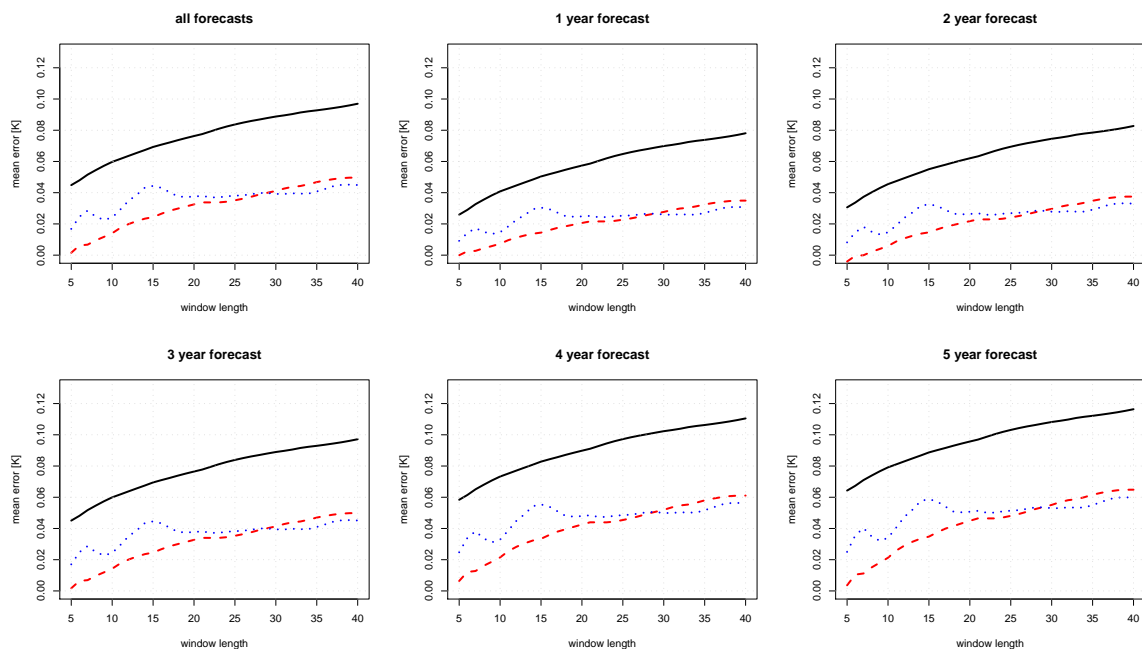 all forecasts
mean error [K]
0.00 0.02 0.04 0.06 0.08 0.10 0.12
5 10 15 20 25 30 35 40
window length
1 year forecast
mean error [K]
0.00 0.02 0.04 0.06 0.08 0.10 0.12
5 10 15 20 25 30 35 40
window length
2 year forecast
mean error [K]
0.00 0.02 0.04 0.06 0.08 0.10 0.12
5 10 15 20 25 30 35 40
window length
3 year forecast
mean error [K]
0.00 0.02 0.04 0.06 0.08 0.10 0.12
5 10 15 20 25 30 35 40
window length
4 year forecast
mean error [K]
0.00 0.02 0.04 0.06 0.08 0.10 0.12
5 10 15 20 25 30 35 40
window length
5 year forecast
mean error [K]
0.00 0.02 0.04 0.06 0.08 0.10 0.12
5 10 15 20 25 30 35 40
window length